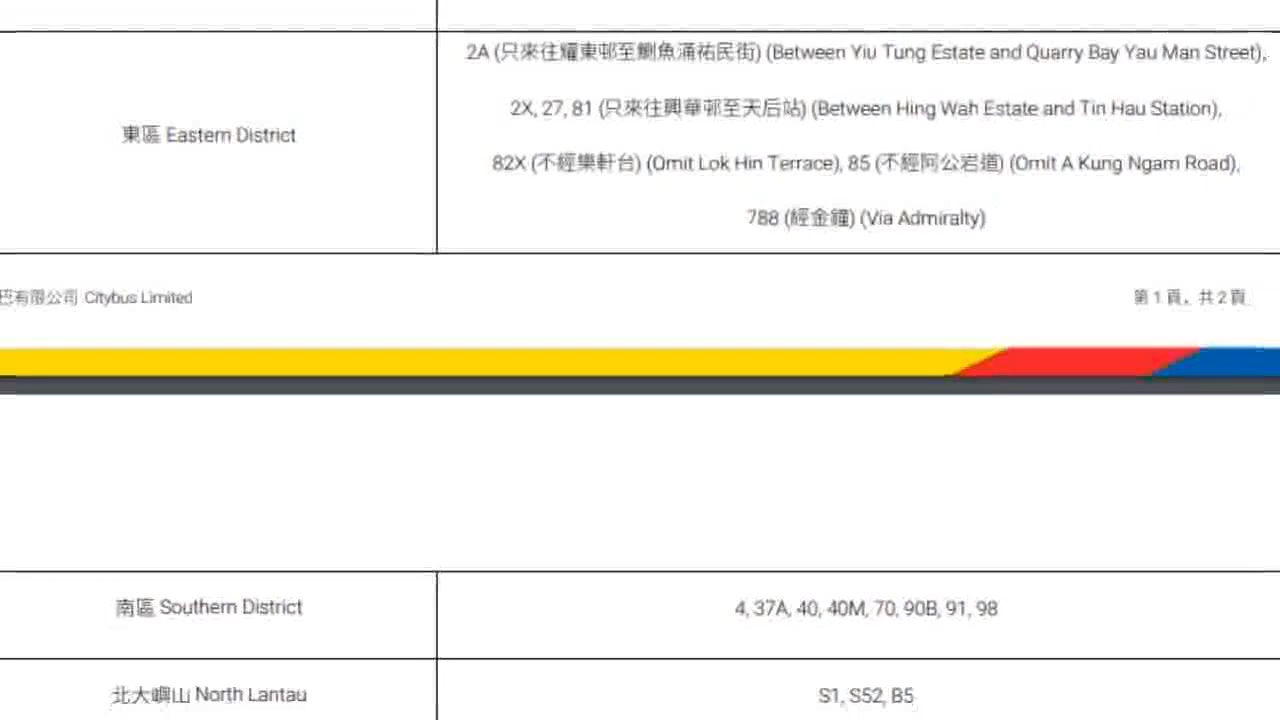 東區 Eastern District
2A (只來往耀東邨至鰂魚涌祐民街) (Between Yiu Tung Estate and Quarry Bay Yau Man Street),
2X, 27, 81 (只來往興華邨至天后站) (Between Hing Wah Estate and Tin Hau Station),
82X (不經樂軒台) (Omit Lok Hin Terrace), 85 (不經阿公岩道) (Omit A Kung Ngam Road),
788 (經金鐘) (Via Admiralty)
巴有限公司 Citybus Limited
第 1 頁，共 2 頁
南區 Southern District
4, 37A, 40, 40M, 70, 90B, 91, 98
北大嶼山 North Lantau
S1, S52, B5